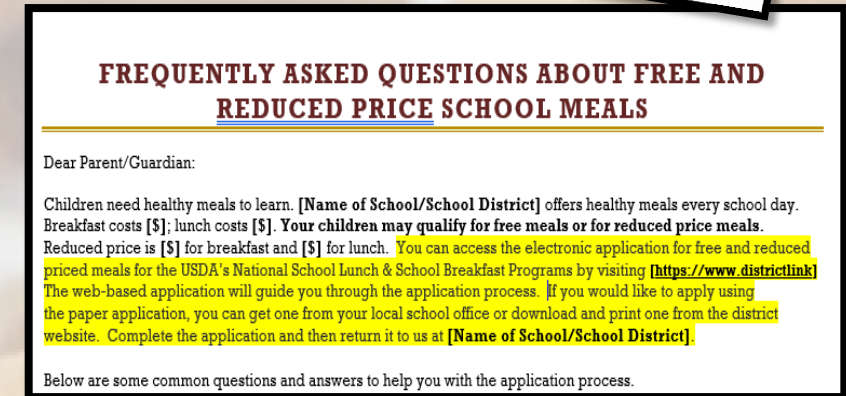 FREQUENTLY ASKED QUESTIONS ABOUT FREE AND
REDUCED PRICE SCHOOL MEALS
Dear Parent/Guardian:
Children need healthy meals to learn. [Name of School/School District] offers healthy meals every school day.
Breakfast costs [$]; lunch costs [$]. Your children may qualify for free meals or for reduced price meals.
Reduced price is [$] for breakfast and [$] for lunch. You can access the electronic application for free and reduced
priced meals for the USDA's National School Lunch & School Breakfast Programs by visiting [https://www.districtlink]
The web-based application will guide you through the application process. If you would like to apply using
the paper application, you can get one from your local school office or download and print one from the district
website. Complete the application and then return it to us at [Name of School/School District].
Below are some common questions and answers to help you with the application process.